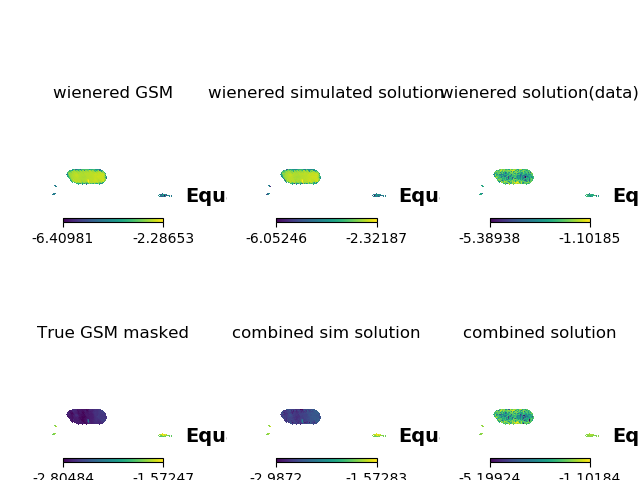 wienered GSM wienered simulated solution wienered solution(data)
Equ Equ Eq
-6.40981 -2.28653 -6.05246 -2.32187 -5.38938 -1.10185
True GSM masked combined sim solution combined solution
Equ Equ Eq
-2.80484 -1.57247 -2.9872 -1.57283 -5.19924 -1.10184